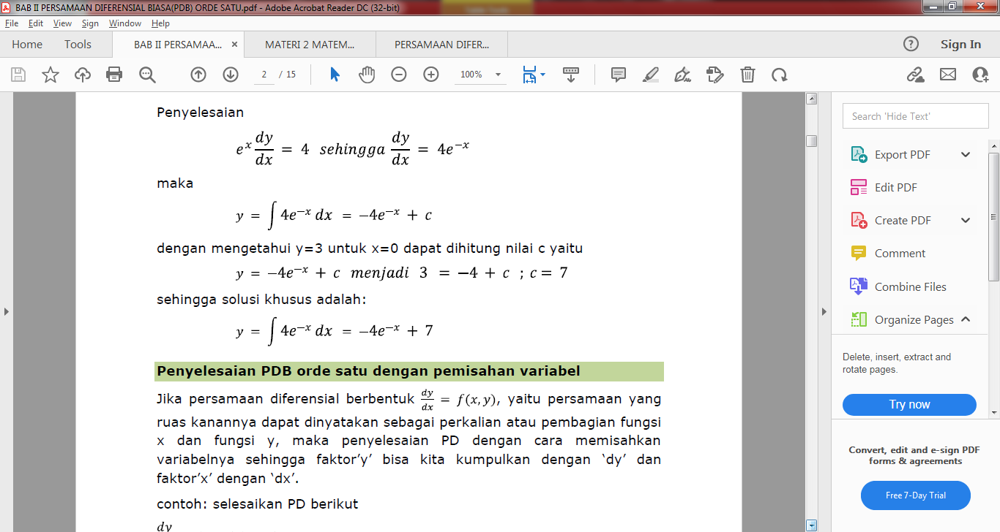 BAB II PERSAMAAN DIFERENSIAL BIASA(PDB) ORDE SATU.pdf - Adobe Acrobat Reader DC (32-bit)
File Edit View Sign Window Help
Home Tools BAB II PERSAMAA... × MATERI 2 MATEM... PERSAMAAN DIFER... Sign In
2 / 15 100%
Penyelesaian
e^x dy/dx = 4 sehingga dy/dx = 4e^−x
maka
y = ∫ 4e^−x dx = −4e^−x + c
dengan mengetahui y=3 untuk x=0 dapat dihitung nilai c yaitu
y = −4e^−x + c menjadi 3 = −4 + c ; c = 7
sehingga solusi khusus adalah:
y = ∫ 4e^−x dx = −4e^−x + 7
Penyelesaian PDB orde satu dengan pemisahan variabel
Jika persamaan diferensial berbentuk dy/dx = f(x, y), yaitu persamaan yang
ruas kanannya dapat dinyatakan sebagai perkalian atau pembagian fungsi
x dan fungsi y, maka penyelesaian PD dengan cara memisahkan
variabelnya sehingga faktor’y’ bisa kita kumpulkan dengan ‘dy’ dan
faktor’x’ dengan ‘dx’.
contoh: selesaikan PD berikut
dy
Search 'Hide Text'
Export PDF
Edit PDF
Create PDF
Comment
Combine Files
Organize Pages
Delete, insert, extract and
rotate pages.
Try now
Convert, edit and e-sign PDF
forms & agreements
Free 7-Day Trial